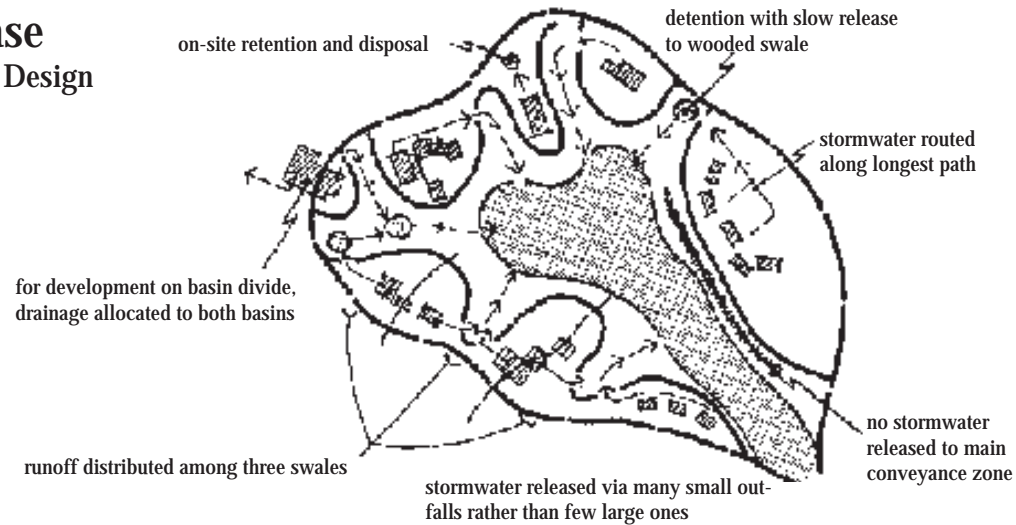 Design
on-site retention and disposal
detention with slow release
to wooded swale
stormwater routed
along longest path
for development on basin divide,
drainage allocated to both basins
no stormwater
released to main
conveyance zone
runoff distributed among three swales
stormwater released via many small out-
falls rather than few large ones